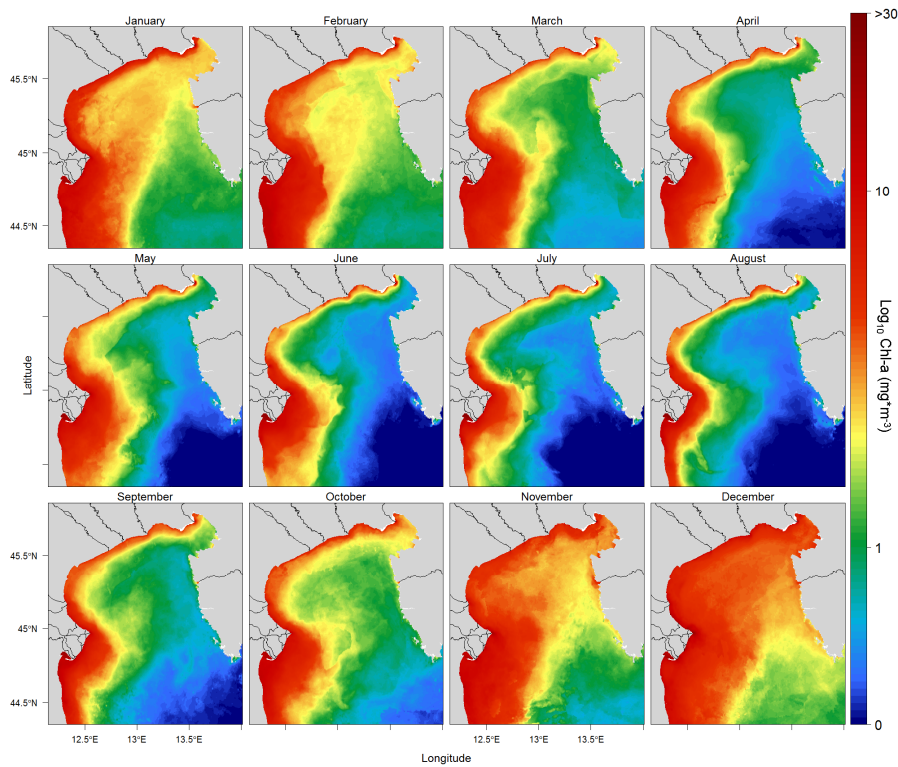 January February March April
>30
45.5°N
45°N
44.5°N
10
May June July August
Latitude
Log10 Chl-a (mg*m-3)
1
September October November December
45.5°N
45°N
44.5°N
0
12.5°E 13°E 13.5°E 12.5°E 13°E 13.5°E
Longitude